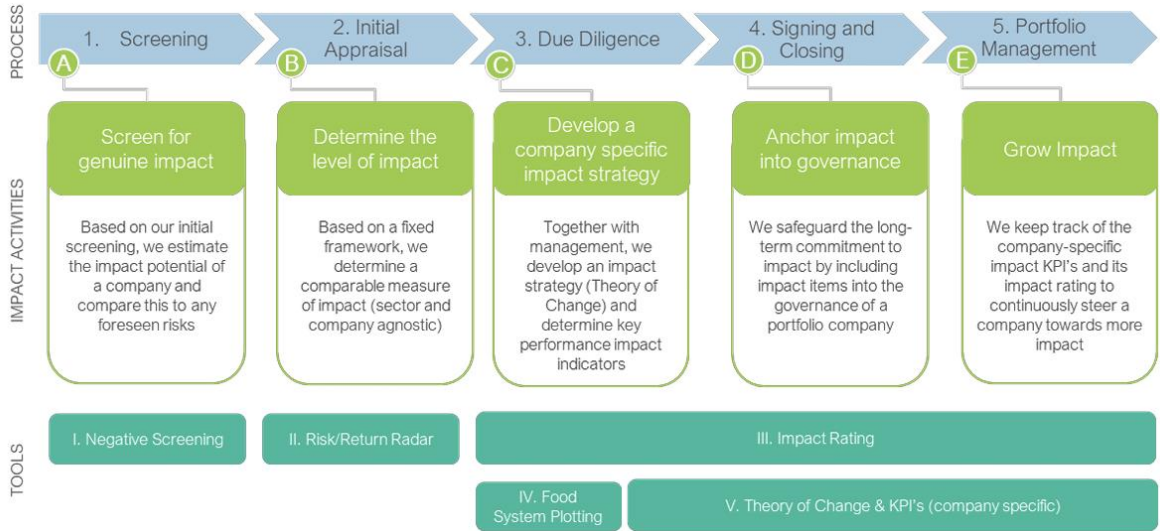 PROCESS
1. Screening
2. Initial
Appraisal
3. Due Diligence
4. Signing and
Closing
5. Portfolio
Management
A
B
C
D
E
IMPACT ACTIVITIES
Screen for
genuine impact
Based on our initial
screening, we estimate
the impact potential of
a company and
compare this to any
foreseen risks
Determine the
level of impact
Based on a fixed
framework, we
determine a
comparable measure
of impact (sector and
company agnostic)
Develop a
company specific
impact strategy
Together with
management, we
develop an impact
strategy (Theory of
Change) and
determine key
performance impact
indicators
Anchor impact
into governance
We safeguard the long-
term commitment to
impact by including
impact items into the
governance of a
portfolio company
Grow Impact
We keep track of the
company-specific
impact KPI's and its
impact rating to
continuously steer a
company towards more
impact
TOOLS
I. Negative Screening
II. Risk/Return Radar
III. Impact Rating
IV. Food
System Plotting
V. Theory of Change & KPI's (company specific)